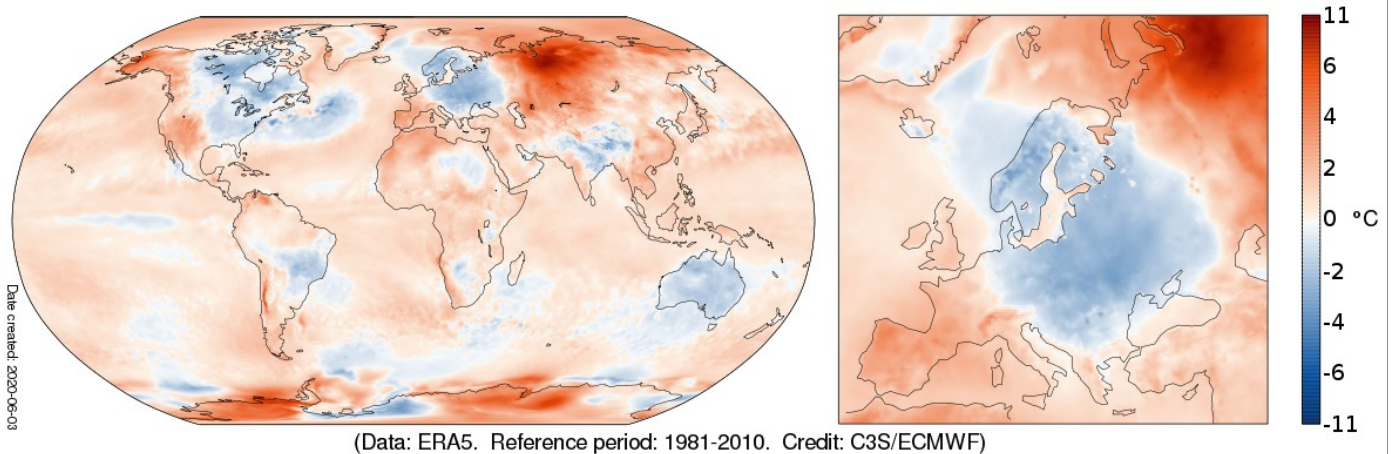 Date created: 2020-06-03
11
6
4
2
0 °C
-2
-4
-6
-11
(Data: ERA5. Reference period: 1981-2010. Credit: C3S/ECMWF)